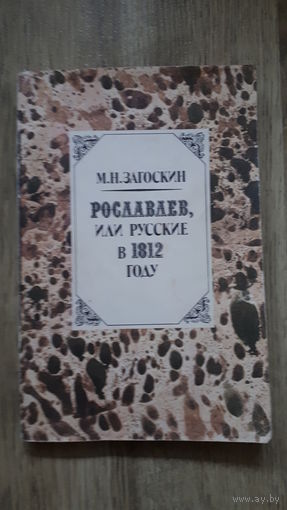 М.Н.ЗАГОСКИН
РОСЛАВЛЕВ,
ИЛИ РУССКИЕ
В 1812
ГОДУ
www.ay.by